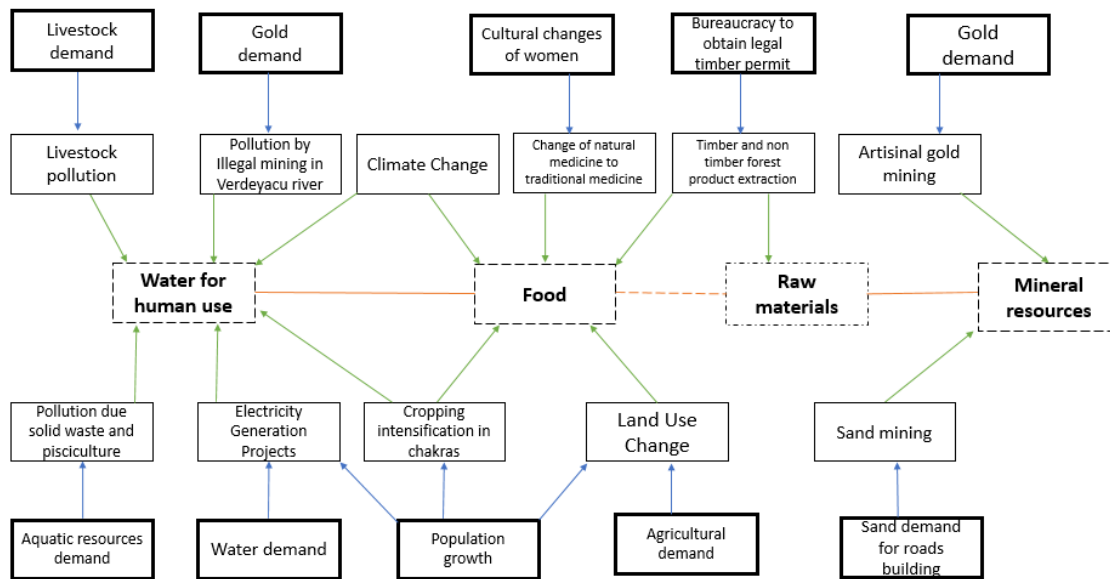 Livestock
demand
Gold
demand
Cultural changes
of women
Bureaucracy to
obtain legal
timber permit
Gold
demand
Livestock
pollution
Pollution by
Illegal mining in
Verdeyacu river
Climate Change
Change of natural
medicine to
traditional medicine
Timber and non
timber forest
product extraction
Artisinal gold
mining
Water for
human use
Food
Raw
materials
Mineral
resources
Pollution due
solid waste and
pisciculture
Electricity
Generation
Projects
Cropping
intensification in
chakras
Land Use
Change
Sand mining
Aquatic resources
demand
Water demand
Population
growth
Agricultural
demand
Sand demand
for roads
building